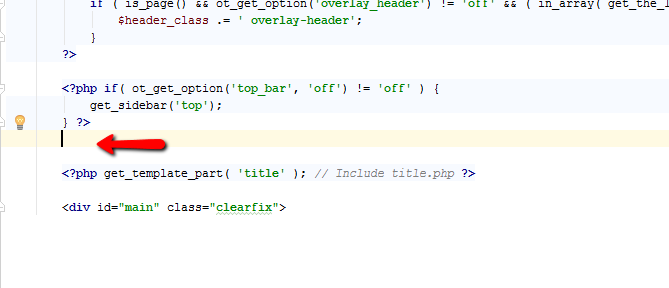 if ( is_page() && ot_get_option('overlay_header') != 'off' && ( in_array( get_the_
$header_class .= ' overlay-header';
}
?>
<?php if( ot_get_option('top_bar', 'off') != 'off' ) {
get_sidebar('top');
} ?>
<?php get_template_part( 'title' ); // Include title.php ?>
<div id="main" class="clearfix">